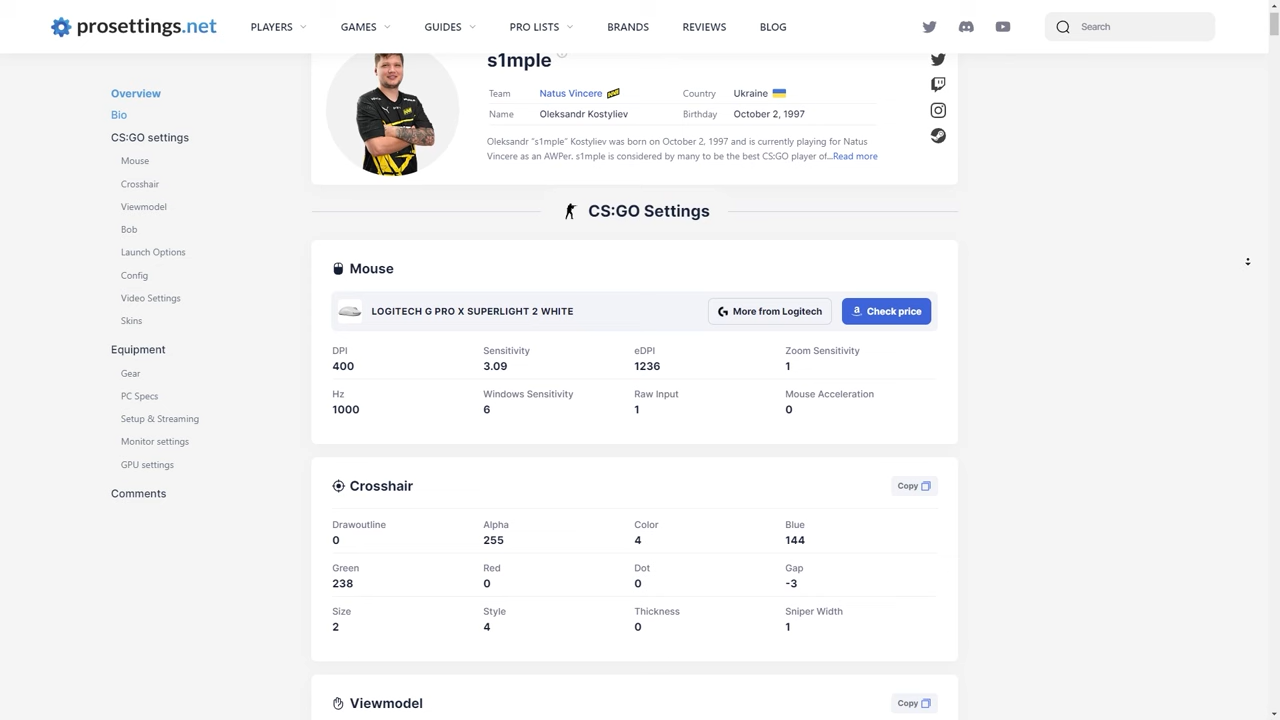 prosettings.net
PLAYERS GAMES GUIDES PRO LISTS BRANDS REVIEWS BLOG Search
s1mple
Team Natus Vincere Country Ukraine
Name Oleksandr Kostyliev Birthday October 2, 1997
Oleksandr “s1mple” Kostyliev was born on October 2, 1997 and is currently playing for Natus
Vincere as an AWPer. s1mple is considered by many to be the best CS:GO player of...Read more
Overview
Bio
CS:GO settings
Mouse
Crosshair
Viewmodel
Bob
Launch Options
Config
Video Settings
Skins
Equipment
Gear
PC Specs
Setup & Streaming
Monitor settings
GPU settings
Comments
CS:GO Settings
Mouse
LOGITECH G PRO X SUPERLIGHT 2 WHITE More from Logitech Check price
DPI Sensitivity eDPI Zoom Sensitivity
400 3.09 1236 1
Hz Windows Sensitivity Raw Input Mouse Acceleration
1000 6 1 0
Crosshair Copy
Drawoutline Alpha Color Blue
0 255 4 144
Green Red Dot Gap
238 0 0 -3
Size Style Thickness Sniper Width
2 4 0 1
Viewmodel Copy